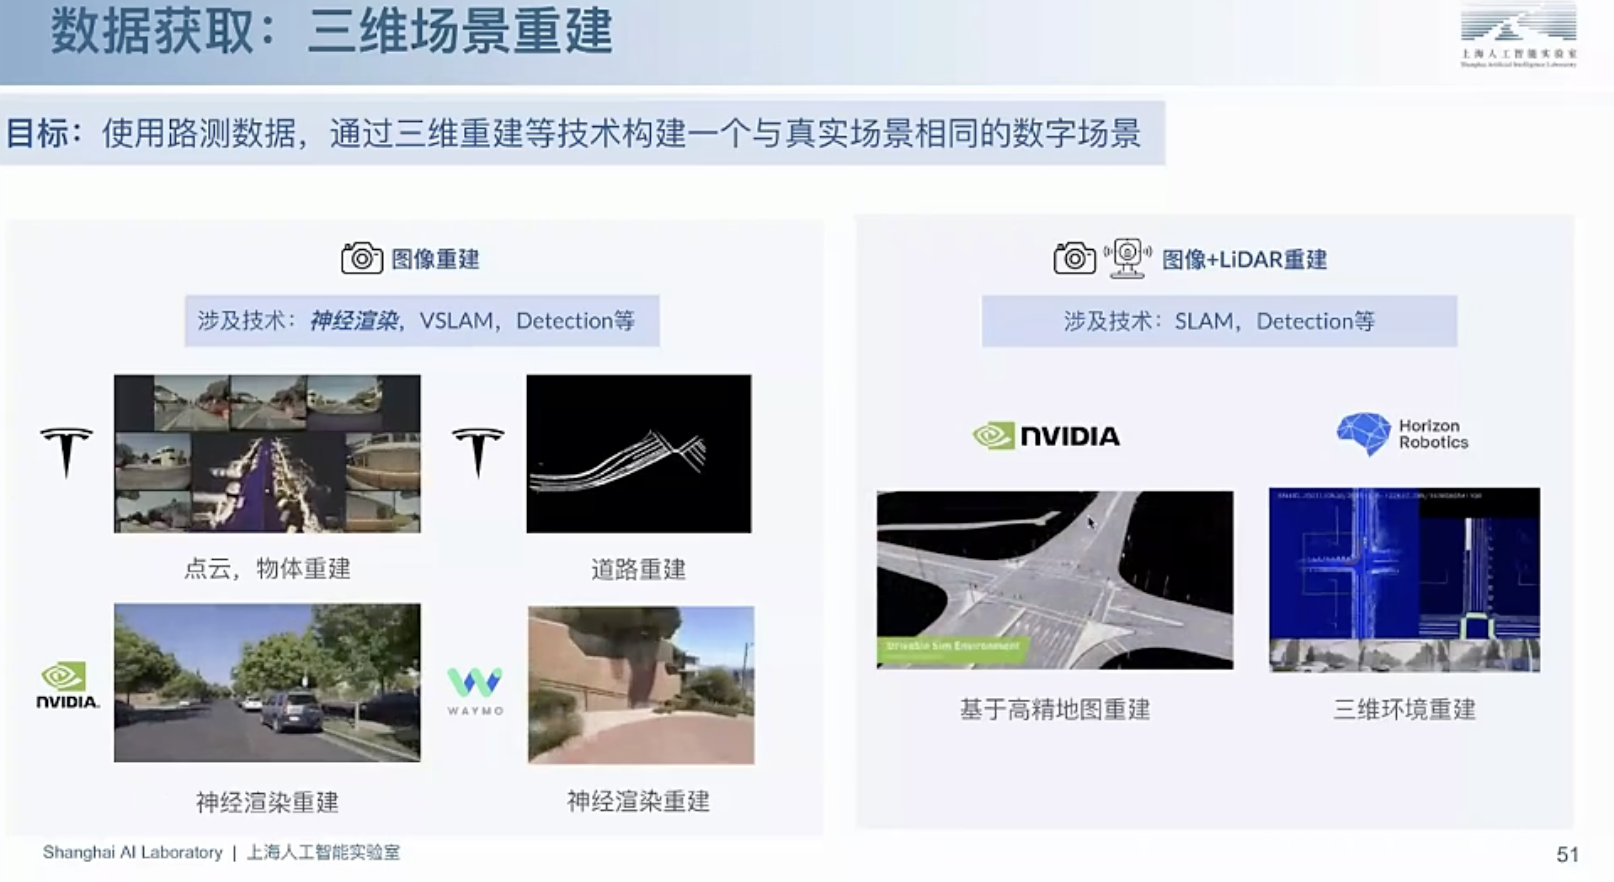 数据获取：三维场景重建
上海人工智能实验室
Shanghai Artificial Intelligence Laboratory
目标：使用路测数据，通过三维重建等技术构建一个与真实场景相同的数字场景
图像重建
涉及技术：神经渲染，VSLAM，Detection等
点云，物体重建
道路重建
NVIDIA.
WAYMO
神经渲染重建
神经渲染重建
图像+LiDAR重建
涉及技术：SLAM，Detection等
NVIDIA
Horizon
Robotics
Drivable Sim Environment
基于高精地图重建
三维环境重建
Shanghai AI Laboratory | 上海人工智能实验室
51